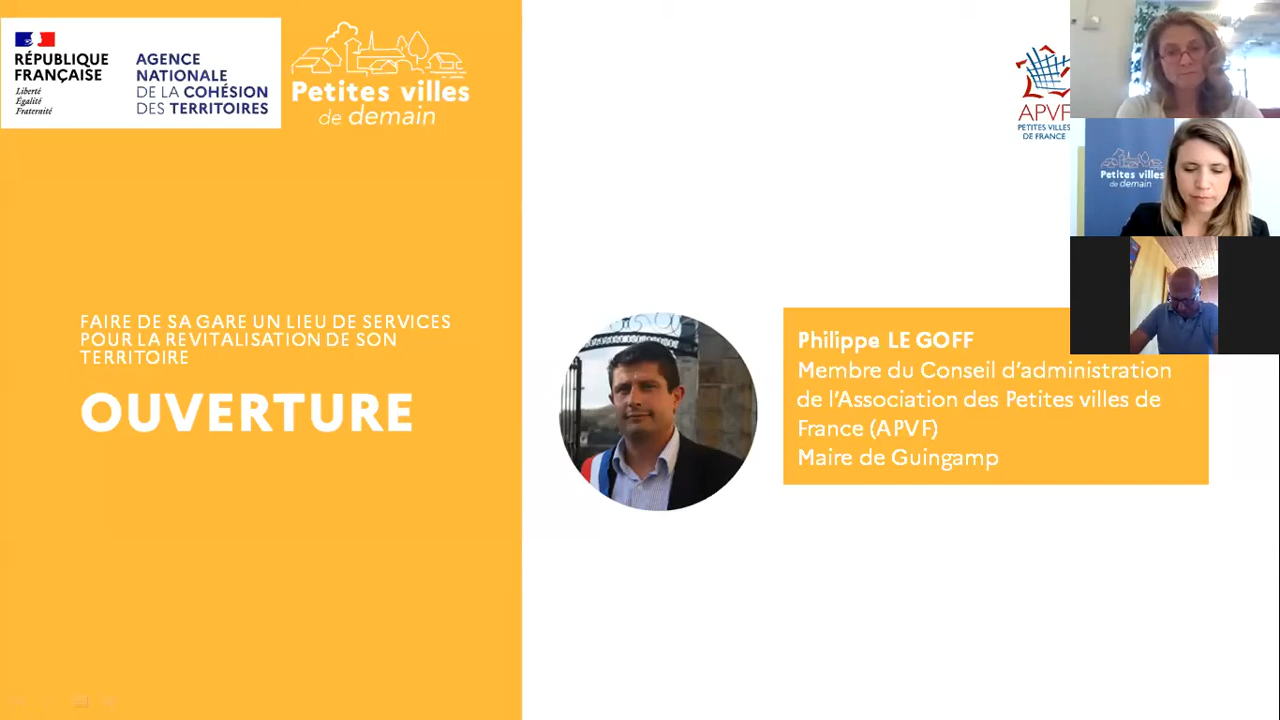 RÉPUBLIQUE
FRANÇAISE
Liberté
Égalité
Fraternité
AGENCE
NATIONALE
DE LA COHÉSION
DES TERRITOIRES
Petites villes
de demain
APVF
PETITES VILLES
DE FRANCE
Petites villes
de demain
FAIRE DE SA GARE UN LIEU DE SERVICES
POUR LA REVITALISATION DE SON
TERRITOIRE
OUVERTURE
Philippe LE GOFF
Membre du Conseil d'administration
de l'Association des Petites villes de
France (APVF)
Maire de Guingamp